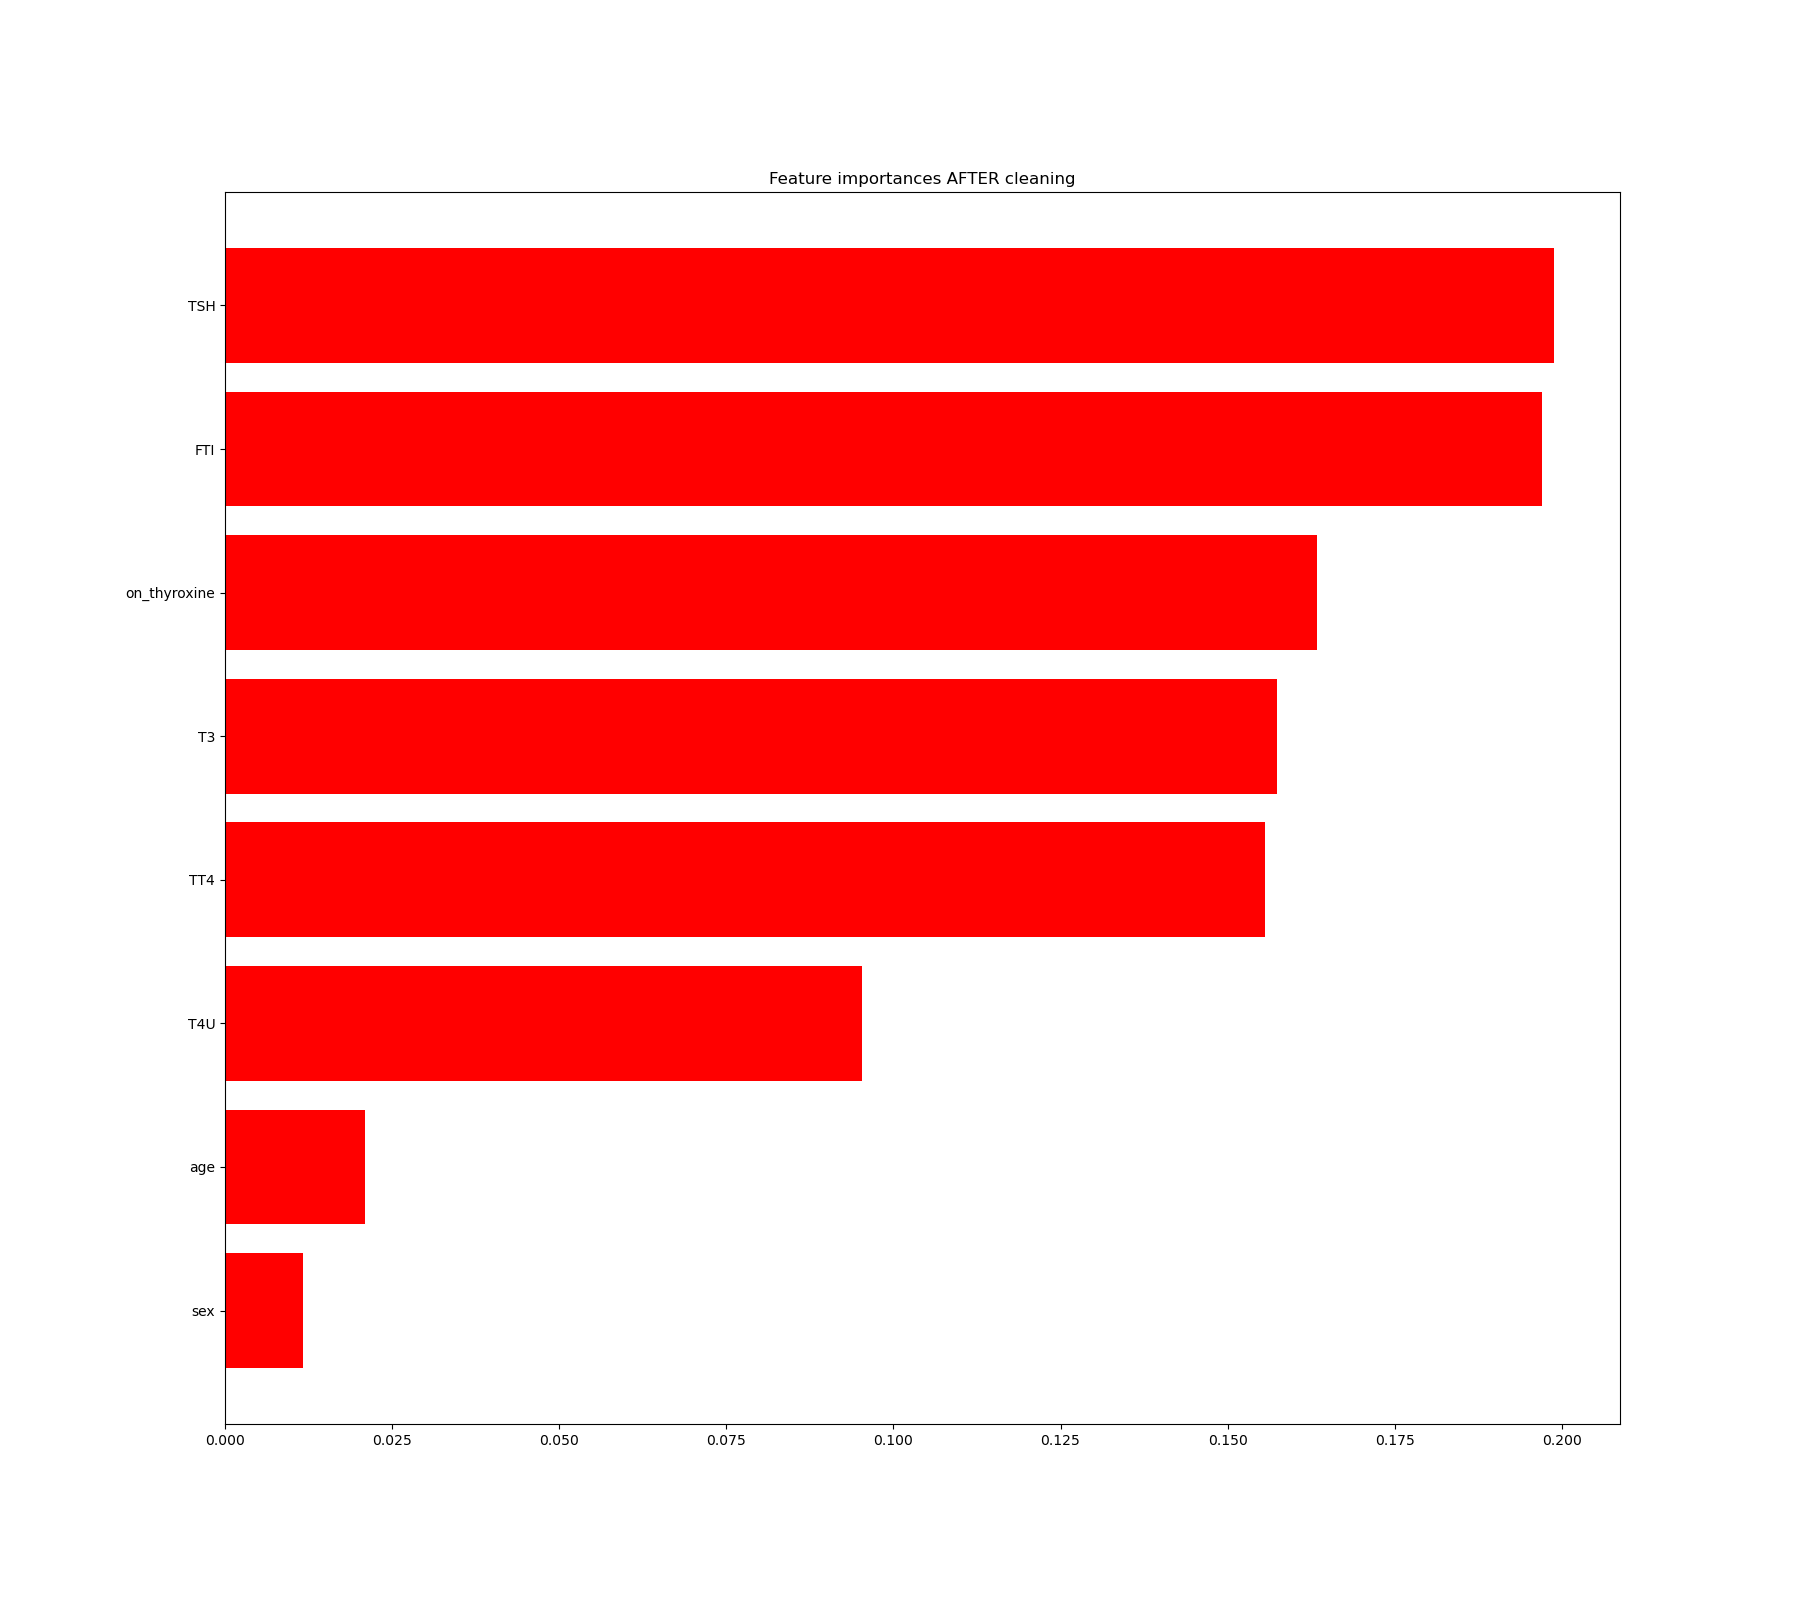 Feature importances AFTER cleaning
TSH
FTI
on_thyroxine
T3
TT4
T4U
age
sex
0.000 0.025 0.050 0.075 0.100 0.125 0.150 0.175 0.200